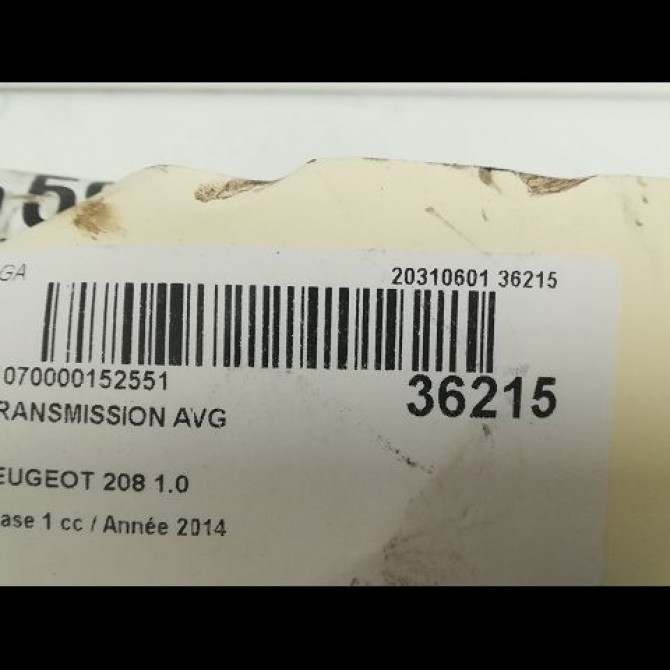 GA 20310601 36215
070000152551
36215
RANSMISSION AVG
EUGEOT 208 1.0
ase 1 cc / Année 2014